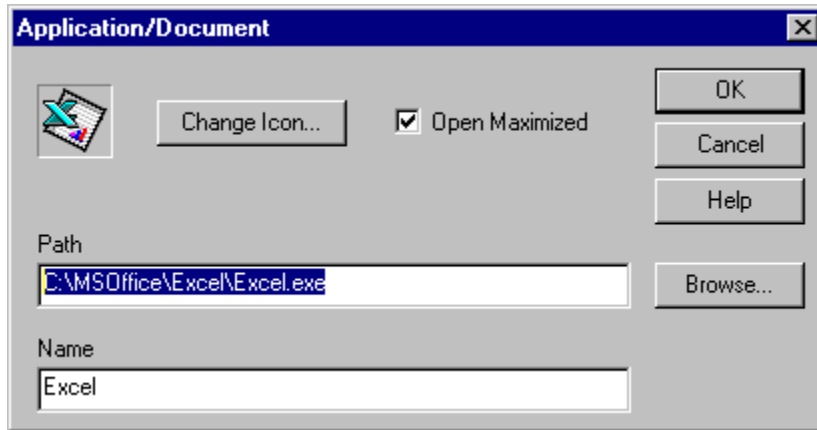 Application/Document
OK
Change Icon...
Open Maximized
Cancel
Help
Path
C:\MSOffice\Excel\Excel.exe
Browse...
Name
Excel